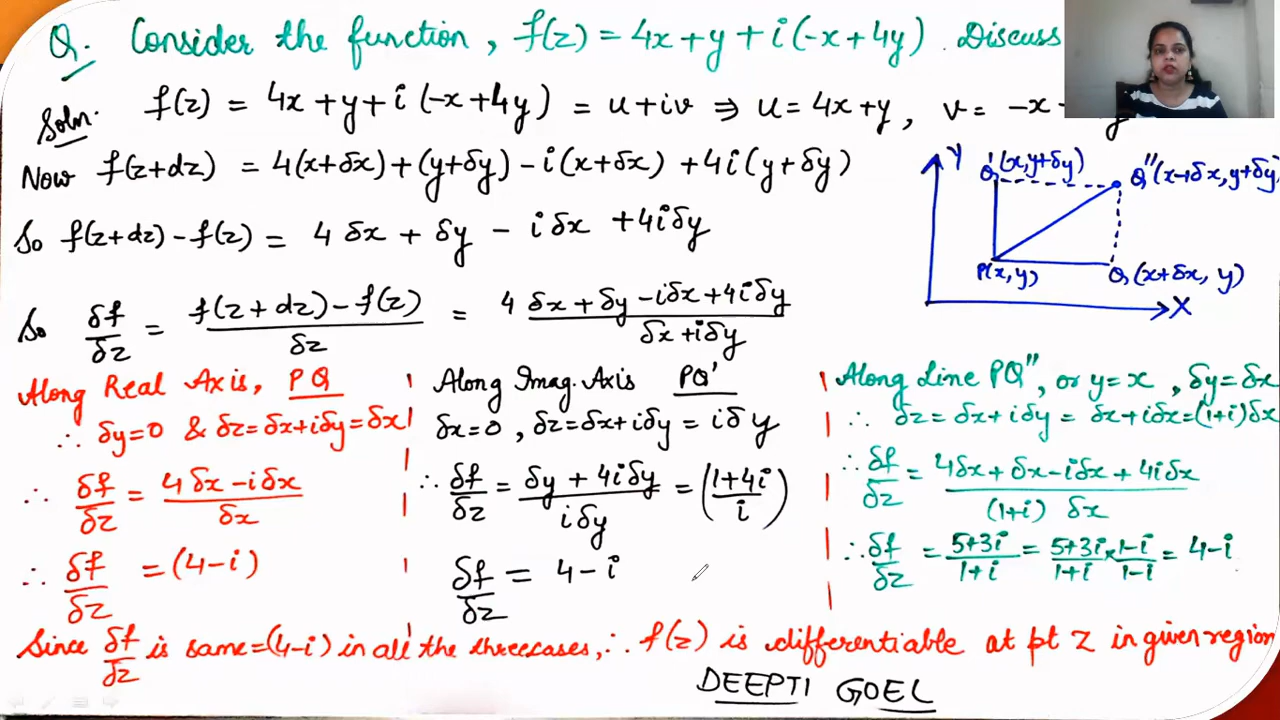 Q. Consider the function, f(z) = 4x+y+i(-x+4y). Discuss
Soln. f(z) = 4x+y+i(-x+4y) = u+iv ⇒ u=4x+y, v= -x
Now f(z+dz) = 4(x+δx)+(y+δy)-i(x+δx)+4i(y+δy)
So f(z+dz)-f(z) = 4δx+δy-iδx+4iδy
So δf/δz = f(z+dz)-f(z)/δz = 4δx+δy-iδx+4iδy/δx+iδy
Y
Q'(x,y+δy)
Q''(x+δx, y+δy
P(x,y)
Q(x+δx, y)
X
Along Real Axis, PQ
∴ δy=0 & δz=δx+iδy=δx
∴ δf/δz = 4δx-iδx/δx
∴ δf/δz = (4-i)
Along Imag. Axis PQ'
δx=0, δz=δx+iδy=iδy
∴ δf/δz = δy+4iδy/iδy = (1+4i/i)
δf/δz = 4-i
Along Line PQ'', or y=x, δy=δx
∴ δz=δx+iδy=δx+iδx=(1+i)δx
∴ δf/δz = 4δx+δx-iδx+4iδx/(1+i)δx
∴ δf/δz = 5+3i/1+i = 5+3i/1+i × 1-i/1-i = 4-i
Since δf/δz is same=(4-i) in all the three cases, ∴ f(z) is differentiable at pt z in given region
DEEPTI GOEL